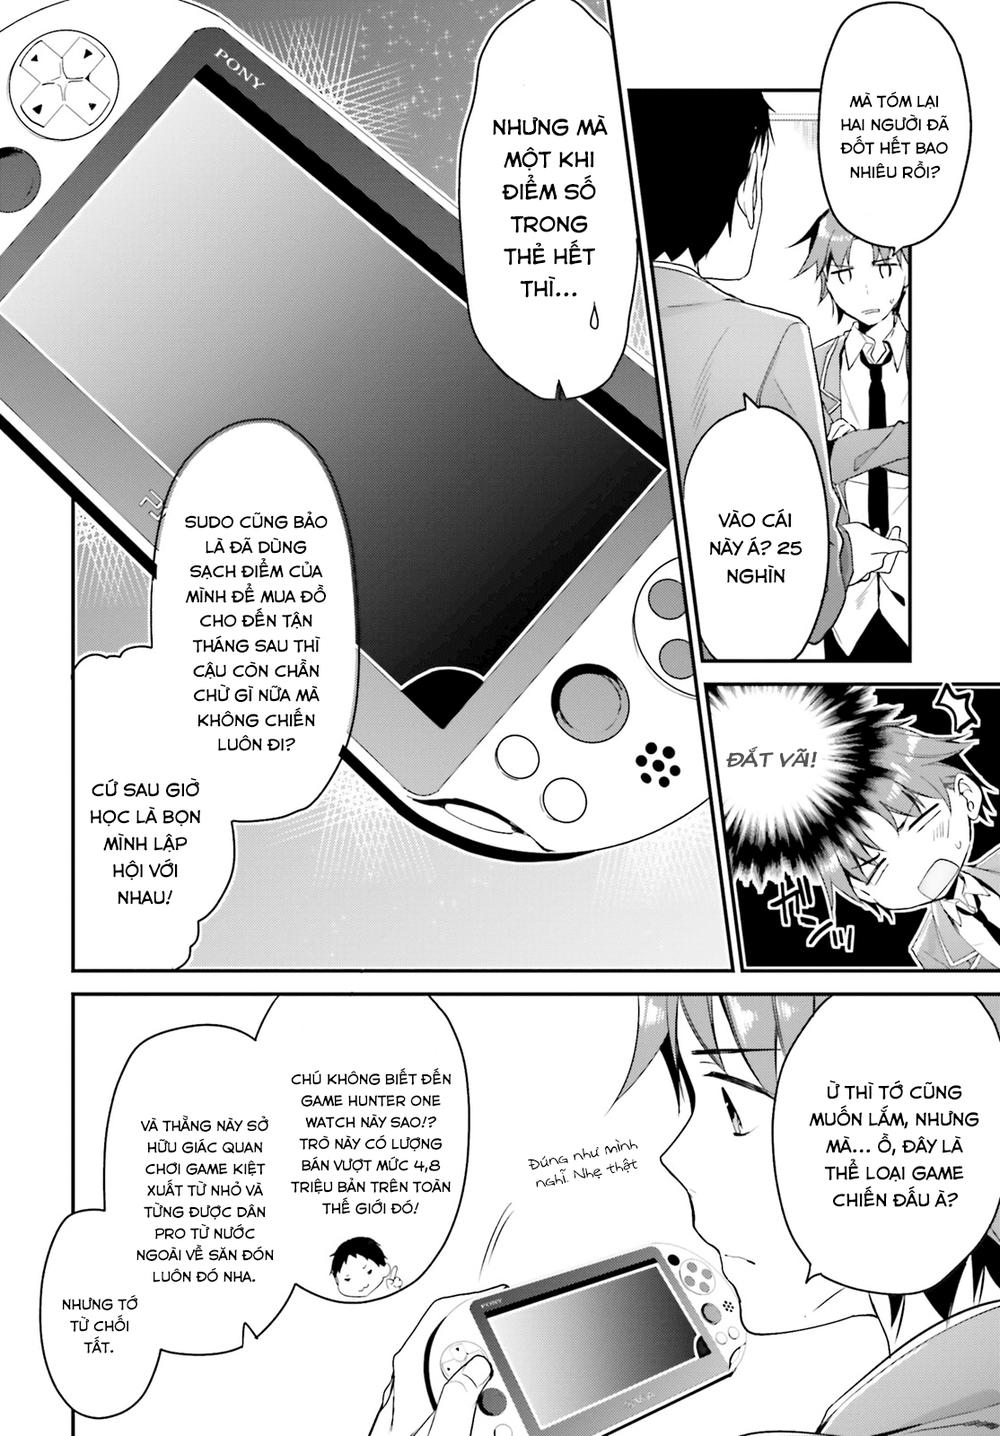 MÀ TÓM LẠI
HAI NGƯỜI ĐÃ
ĐỐT HẾT BAO
NHIÊU RỒI?
VÀO CÁI
NÀY Á? 25
NGHÌN
PONY
NHƯNG MÀ
MỘT KHI
ĐIỂM SỐ
TRONG
THẺ HẾT
THÌ...
SUDO CŨNG BẢO
LÀ ĐÃ DÙNG
SẠCH ĐIỂM CỦA
MÌNH ĐỂ MUA ĐỒ
CHO ĐẾN TẬN
THÁNG SAU THÌ
CẬU CÒN CHẦN
CHỪ GÌ NỮA MÀ
KHÔNG CHIẾN
LUÔN ĐI?
CỨ SAU GIỜ
HỌC LÀ BỌN
MÌNH LẬP
HỘI VỚI
NHAU!
ĐẮT VÃI!
ガガーン
Ừ THÌ TỚ CŨNG
MUỐN LẮM, NHƯNG
MÀ... Ồ, ĐÂY LÀ
THỂ LOẠI GAME
CHIẾN ĐẤU À?
Đúng như mình
nghĩ. Nhẹ thật
PONY
CHÚ KHÔNG BIẾT ĐẾN
GAME HUNTER ONE
WATCH NÀY SAO!?
TRÒ NÀY CÓ LƯỢNG
BÁN VƯỢT MỨC 4,8
TRIỆU BẢN TRÊN TOÀN
THẾ GIỚI ĐÓ!
VÀ THẰNG NÀY SỞ
HỮU GIÁC QUAN
CHƠI GAME KIỆT
XUẤT TỪ NHỎ VÀ
TỪNG ĐƯỢC DÂN
PRO TỪ NƯỚC
NGOÀI VỀ SĂN ĐÓN
LUÔN ĐÓ NHA.
NHƯNG TỚ
TỪ CHỐI
TẤT.